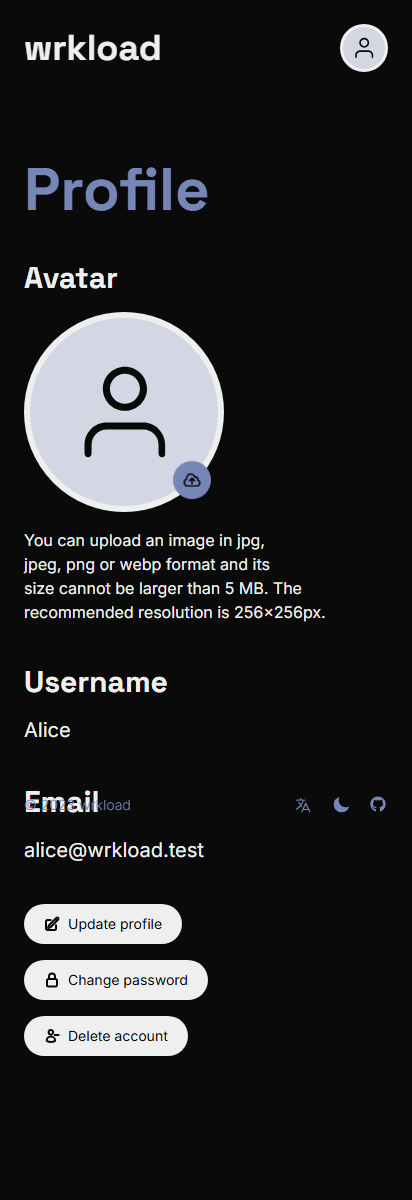 wrkload
Profile
Avatar
You can upload an image in jpg,
jpeg, png or webp format and its
size cannot be larger than 5 MB. The
recommended resolution is 256×256px.
Username
Alice
Email
© wrkload
alice@wrkload.test
Update profile
Change password
Delete account